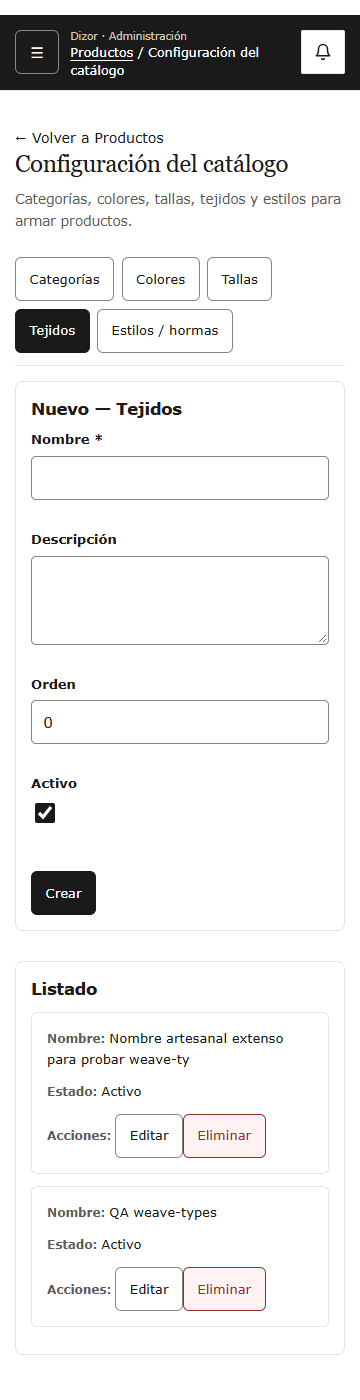 ☰
Dizor · Administración
Productos / Configuración del
catálogo
← Volver a Productos
Configuración del catálogo
Categorías, colores, tallas, tejidos y estilos para
armar productos.
Categorías
Colores
Tallas
Tejidos
Estilos / hormas
Nuevo — Tejidos
Nombre *
Descripción
Orden
0
Activo
Crear
Listado
Nombre: Nombre artesanal extenso
para probar weave-ty
Estado: Activo
Acciones: Editar Eliminar
Nombre: QA weave-types
Estado: Activo
Acciones: Editar Eliminar